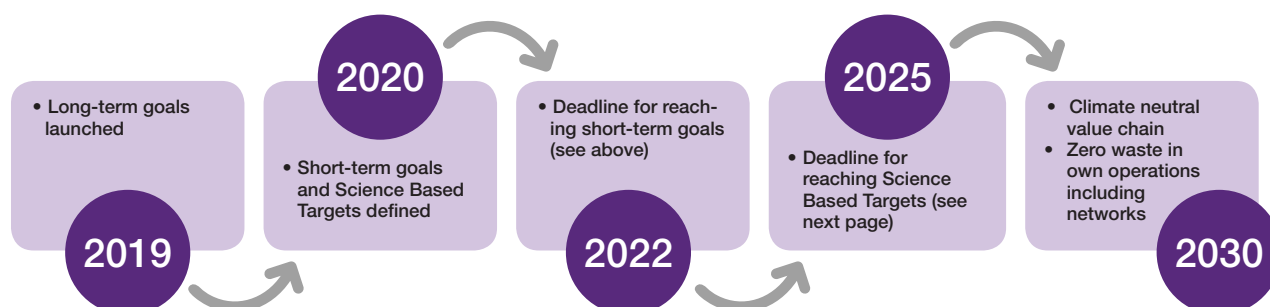 • Long-term goals
launched
2019
2020
• Short-term goals
and Science Based
Targets defined
• Deadline for reach-
ing short-term goals
(see above)
2022
2025
• Deadline for
reaching Science
Based Targets (see
next page)
• Climate neutral
value chain
• Zero waste in
own operations
including
networks
2030